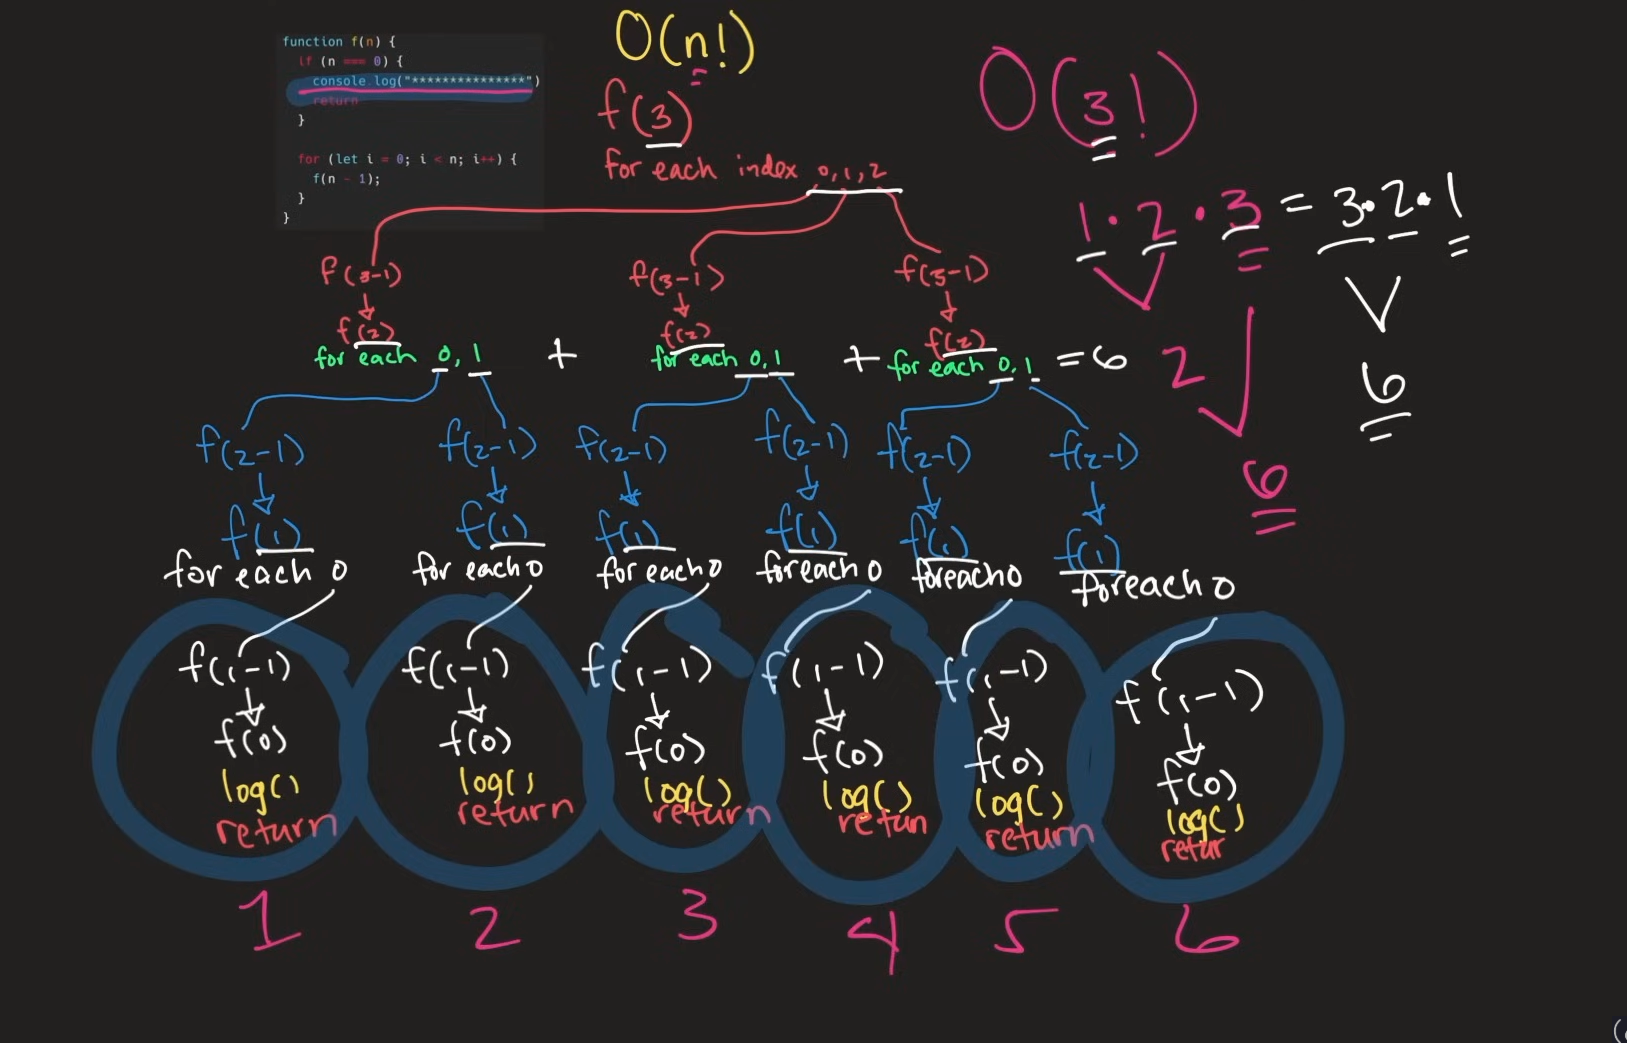 function f(n) {
if (n === 0) {
console.log("***************")
return
}
for (let i = 0; i < n; i++) {
f(n - 1);
}
}
O(n!)
f(3)
for each index 0,1,2
O(3!)
1·2·3 = 3·2·1
2
6
6
f(3-1) f(3-1) f(3-1)
f(2) f(2) f(2)
for each 0, 1 + for each 0,1 + for each 0,1 = 6
f(2-1) f(2-1) f(2-1) f(2-1) f(2-1) f(2-1)
f(1) f(1) f(1) f(1) f(1) f(1)
for each 0 for each 0 for each 0 foreach 0 foreach 0 foreach 0
f(1-1) f(1-1) f(1-1) f(1-1) f(1-1) f(1-1)
f(0) f(0) f(0) f(0) f(0) f(0)
log() log() log() log() log() log()
return return return retun return retur
1 2 3 4 5 6